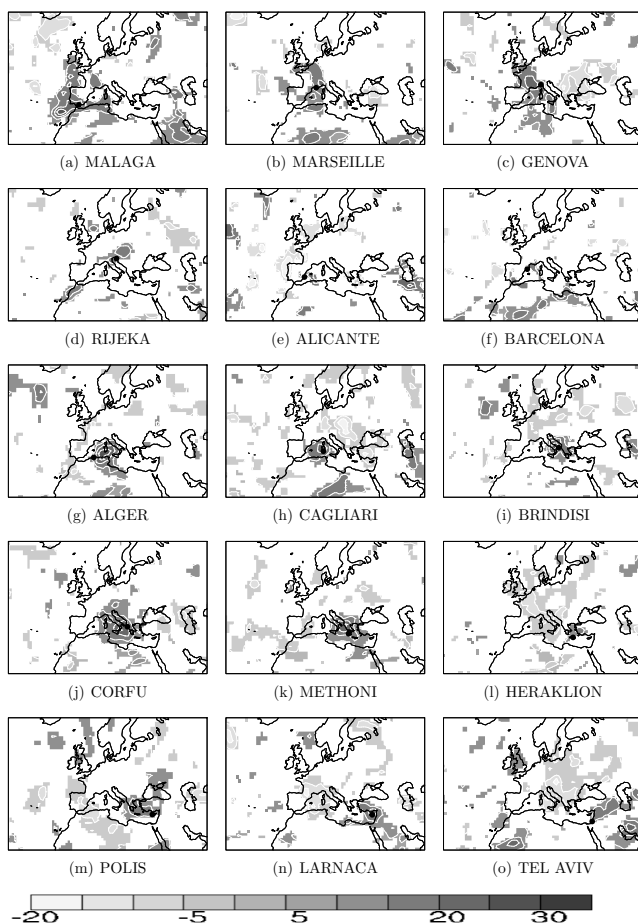 (a) MALAGA (b) MARSEILLE (c) GENOVA
(d) RIJEKA (e) ALICANTE (f) BARCELONA
(g) ALGER (h) CAGLIARI (i) BRINDISI
(j) CORFU (k) METHONI (l) HERAKLION
(m) POLIS (n) LARNACA (o) TEL AVIV
-20 -5 5 20 30